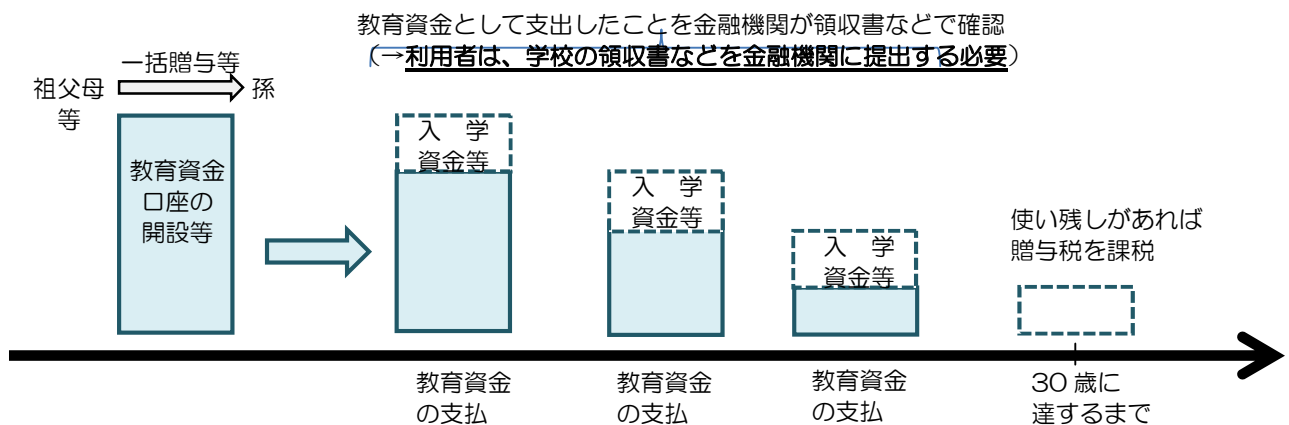 教育資金として支出したことを金融機関が領収書などで確認
（→利用者は、学校の領収書などを金融機関に提出する必要）
一括贈与等
祖父母
等
孫
教育資金
口座の
開設等
入　学
資金等
入　学
資金等
入　学
資金等
使い残しがあれば
贈与税を課税
教育資金
の支払
教育資金
の支払
教育資金
の支払
30歳に
達するまで